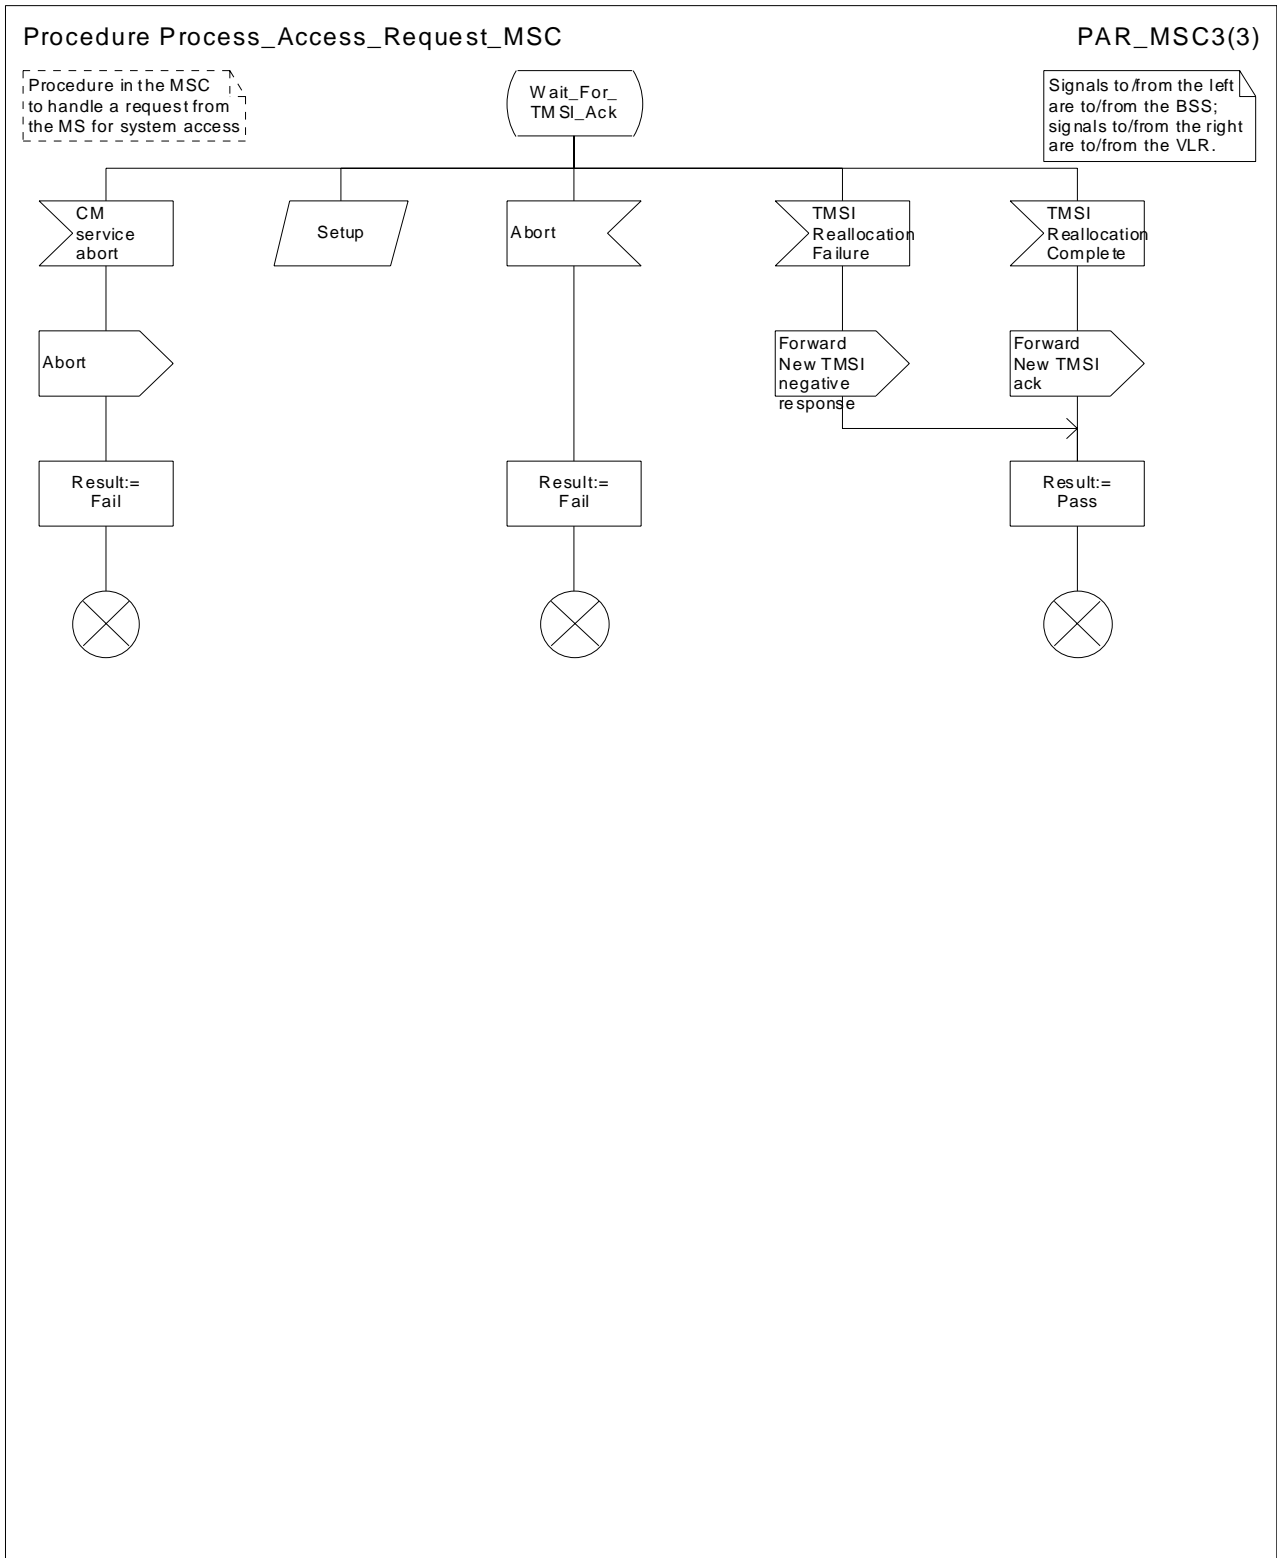 Procedure Process_Access_Request_MSC
PAR_MSC3(3)
Procedure in the MSC
to handle a request from
the MS for system access
Wait_For_
TMSI_Ack
Signals to/from the left
are to/from the BSS;
signals to/from the right
are to/from the VLR.
CM
service
abort
Setup
Abort
TMSI
Reallocation
Failure
TMSI
Reallocation
Complete
Abort
Forward
New TMSI
negative
response
Forward
New TMSI
ack
Result:=
Fail
Result:=
Fail
Result:=
Pass